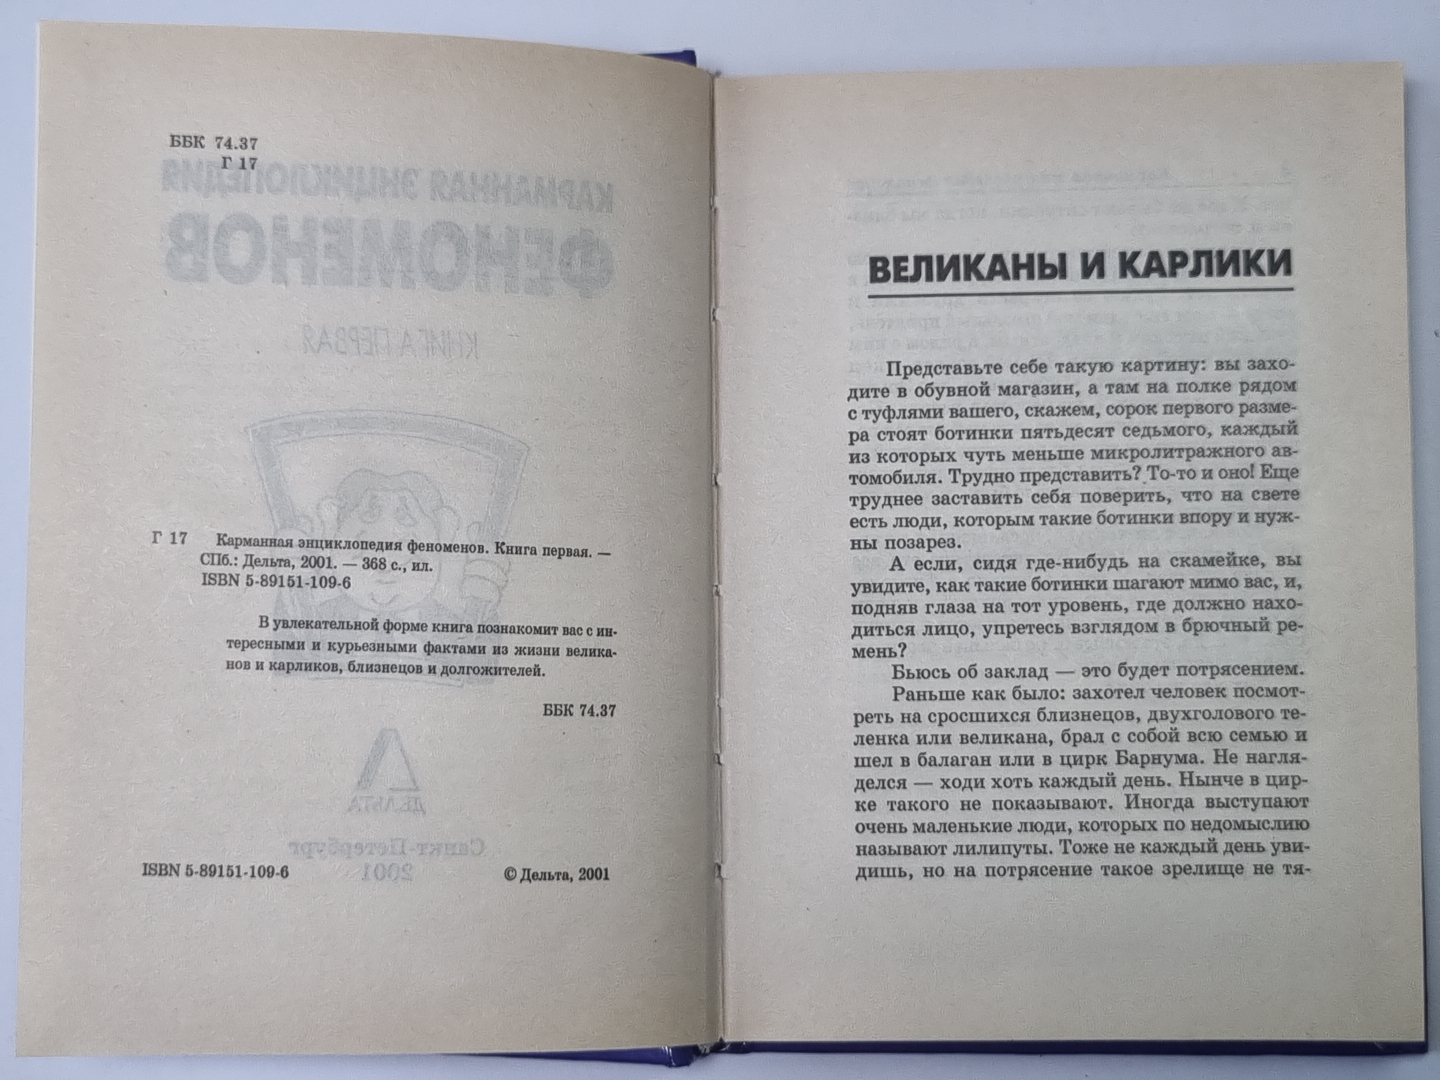 ББК 74.37
Г 17
Г 17 Карманная энциклопедия феноменов. Книга первая. —
СПб.: Дельта, 2001. — 368 с., ил.
ISBN 5-89151-109-6
В увлекательной форме книга познакомит вас с ин-
тересными и курьезными фактами из жизни велика-
нов и карликов, близнецов и долгожителей.
ББК 74.37
ISBN 5-89151-109-6
© Дельта, 2001
ВЕЛИКАНЫ И КАРЛИКИ
Представьте себе такую картину: вы захо-
дите в обувной магазин, а там на полке рядом
с туфлями вашего, скажем, сорок первого разме-
ра стоят ботинки пятьдесят седьмого, каждый
из которых чуть меньше микролитражного ав-
томобиля. Трудно представить? То-то и оно! Еще
труднее заставить себя поверить, что на свете
есть люди, которым такие ботинки впору и нуж-
ны позарез.
А если, сидя где-нибудь на скамейке, вы
увидите, как такие ботинки шагают мимо вас, и,
подняв глаза на тот уровень, где должно нахо-
диться лицо, упретесь взглядом в брючный ре-
мень?
Бьюсь об заклад — это будет потрясением.
Раньше как было: захотел человек посмот-
реть на сросшихся близнецов, двухголового те-
ленка или великана, брал с собой всю семью и
шел в балаган или в цирк Барнума. Не нагля-
делся — ходи хоть каждый день. Нынче в цир-
ке такого не показывают. Иногда выступают
очень маленькие люди, которых по недомыслию
называют лилипуты. Тоже не каждый день уви-
дишь, но на потрясение такое зрелище не тя-